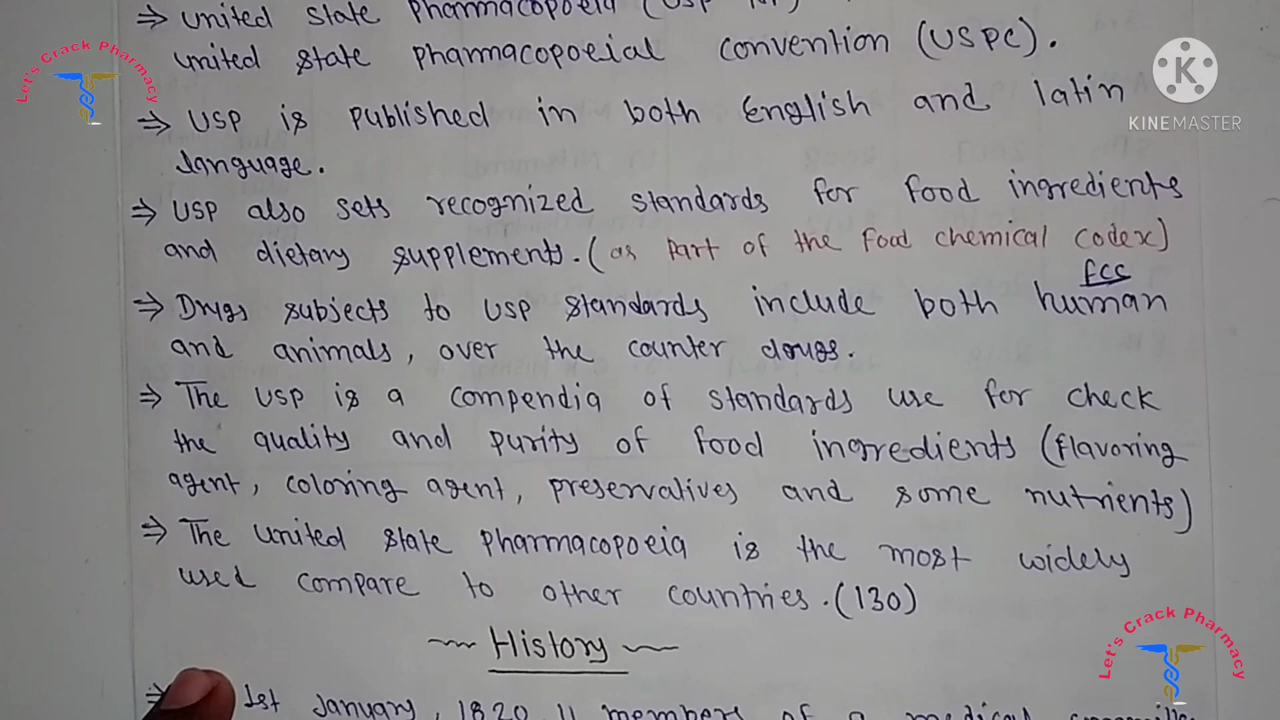 ⇒ United State Pharmacopoeia (USP
United State Pharmacopoeial Convention (USPC).
⇒ USP is published in both English and latin
language.
⇒ USP also sets recognized standards for food ingredients
and dietary supplements. (as Part of the food chemical codex)
FCC
⇒ Drugs subjects to USP standards include both human
and animals, over the counter drugs.
⇒ The USP is a compendia of standards use for check
the quality and purity of food ingredients (flavoring
agent, coloring agent, preservatives and some nutrients)
⇒ The United State Pharmacopoeia is the most widely
used compare to other countries. (130)
History
1st January, 1820, 11 members of a medical
Let's Crack Pharmacy
KINEMASTER
Let's Crack Pharmacy